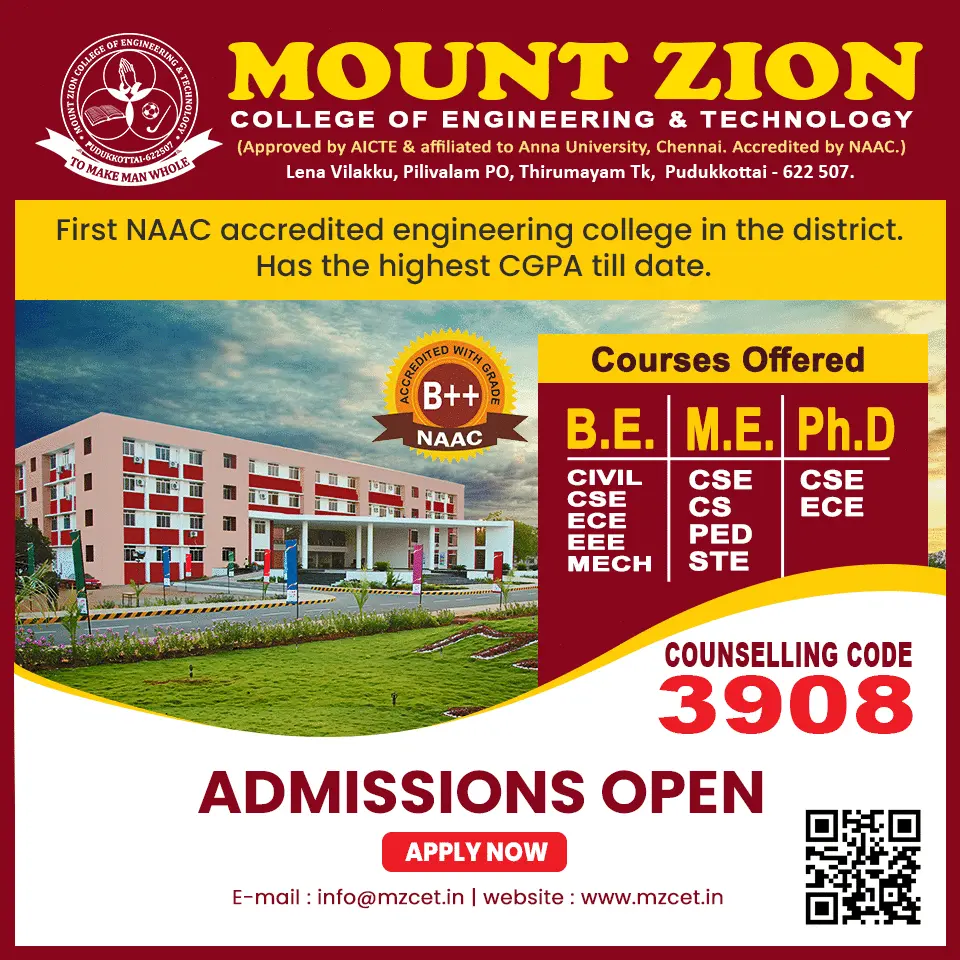 MOUNT ZION COLLEGE OF ENGINEERING & TECHNOLOGY
PUDUKKOTTAI-622507
TO MAKE MAN WHOLE
MOUNT ZION
COLLEGE OF ENGINEERING & TECHNOLOGY
(Approved by AICTE & affiliated to Anna University, Chennai. Accredited by NAAC.)
Lena Vilakku, Pilivalam PO, Thirumayam Tk, Pudukkottai - 622 507.
First NAAC accredited engineering college in the district.
Has the highest CGPA till date.
ACCREDITED WITH GRADE
B++
NAAC
Courses Offered
B.E.
CIVIL
CSE
ECE
EEE
MECH
M.E.
CSE
CS
PED
STE
Ph.D
CSE
ECE
COUNSELLING CODE
3908
ADMISSIONS OPEN
APPLY NOW
E-mail : info@mzcet.in | website : www.mzcet.in